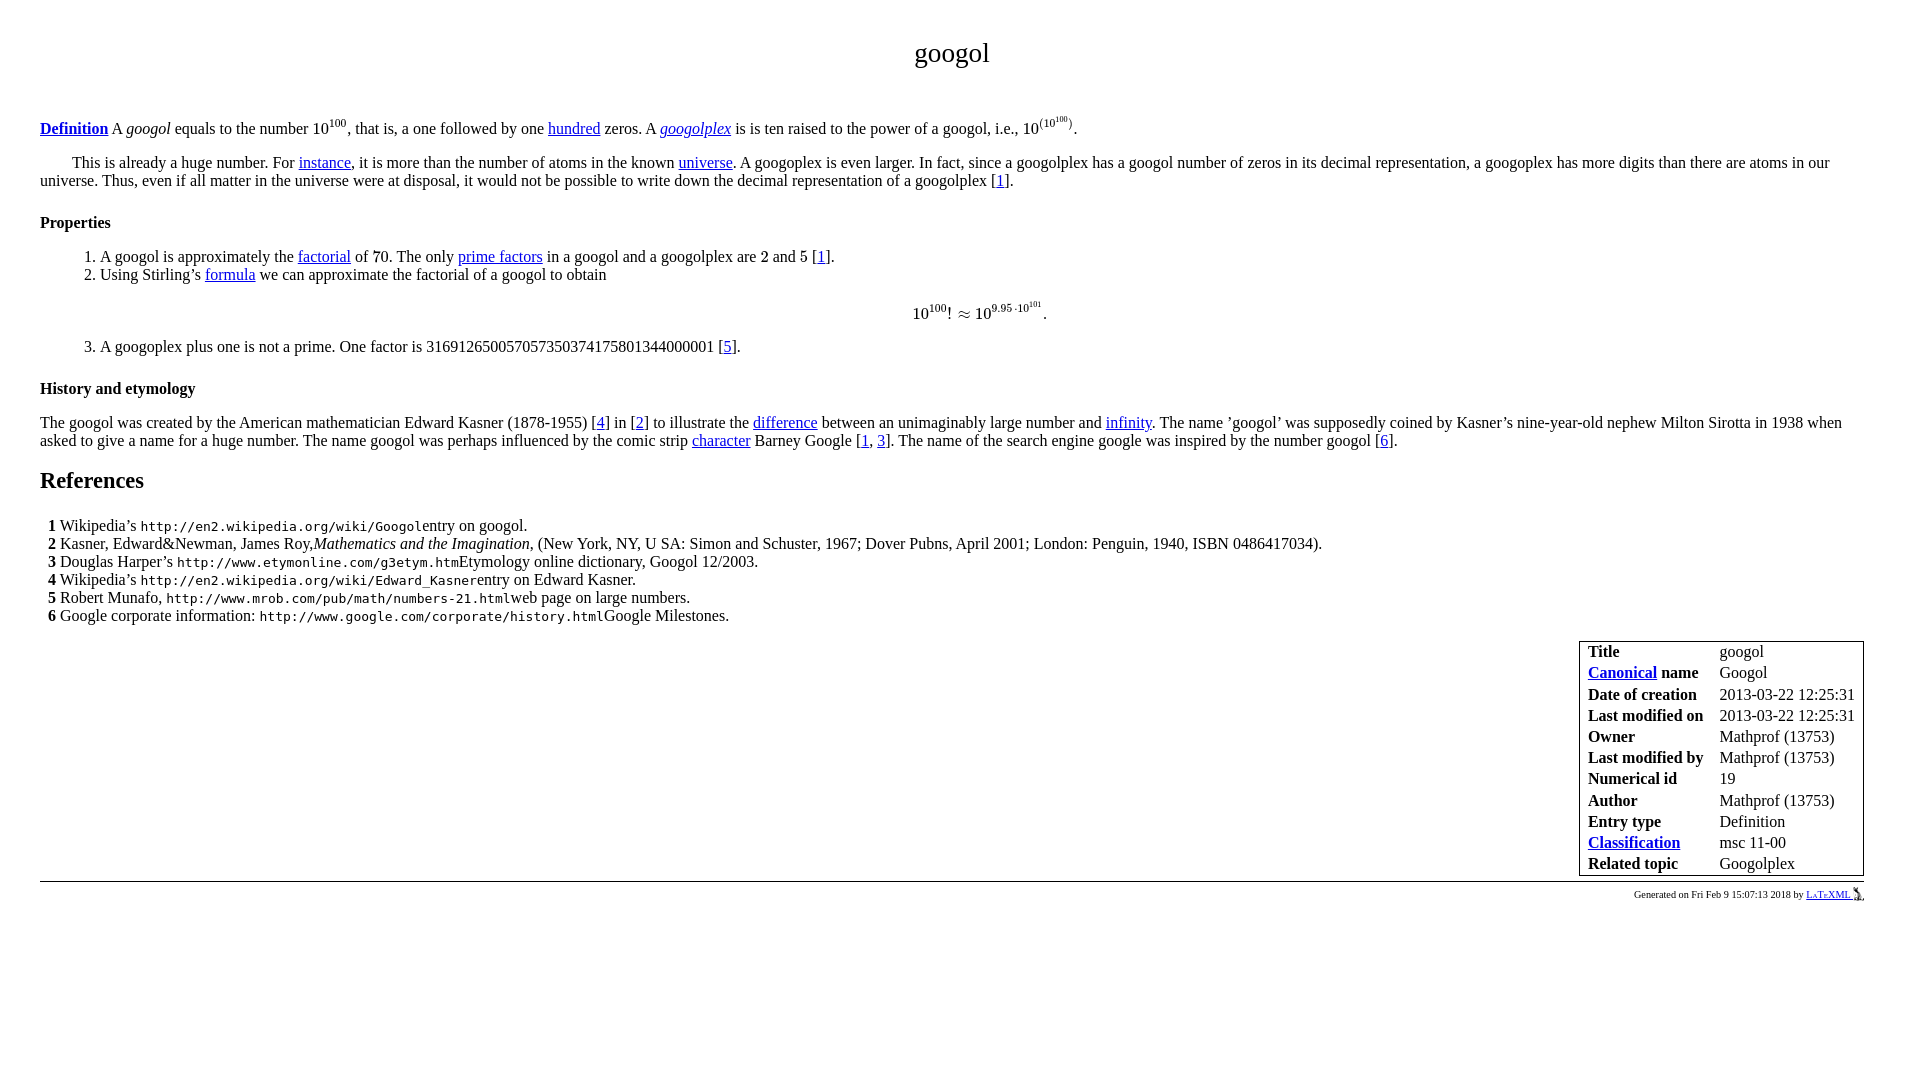 googol
Definition A googol equals to the number 10^100, that is, a one followed by one hundred zeros. A googolplex is is ten raised to the power of a googol, i.e., 10^(10^100).
This is already a huge number. For instance, it is more than the number of atoms in the known universe. A googoplex is even larger. In fact, since a googolplex has a googol number of zeros in its decimal representation, a googoplex has more digits than there are atoms in our
universe. Thus, even if all matter in the universe were at disposal, it would not be possible to write down the decimal representation of a googolplex [1].
Properties
1. A googol is approximately the factorial of 70. The only prime factors in a googol and a googolplex are 2 and 5 [1].
2. Using Stirling’s formula we can approximate the factorial of a googol to obtain
10^100! ≈ 10^9.95·10^101.
3. A googoplex plus one is not a prime. One factor is 316912650057057350374175801344000001 [5].
History and etymology
The googol was created by the American mathematician Edward Kasner (1878-1955) [4] in [2] to illustrate the difference between an unimaginably large number and infinity. The name ’googol’ was supposedly coined by Kasner’s nine-year-old nephew Milton Sirotta in 1938 when
asked to give a name for a huge number. The name googol was perhaps influenced by the comic strip character Barney Google [1, 3]. The name of the search engine google was inspired by the number googol [6].
References
1 Wikipedia’s http://en2.wikipedia.org/wiki/Googolentry on googol.
2 Kasner, Edward&Newman, James Roy,Mathematics and the Imagination, (New York, NY, U SA: Simon and Schuster, 1967; Dover Pubns, April 2001; London: Penguin, 1940, ISBN 0486417034).
3 Douglas Harper’s http://www.etymonline.com/g3etym.htmEtymology online dictionary, Googol 12/2003.
4 Wikipedia’s http://en2.wikipedia.org/wiki/Edward_Kasnerentry on Edward Kasner.
5 Robert Munafo, http://www.mrob.com/pub/math/numbers-21.htmlweb page on large numbers.
6 Google corporate information: http://www.google.com/corporate/history.htmlGoogle Milestones.
Title googol
Canonical name Googol
Date of creation 2013-03-22 12:25:31
Last modified on 2013-03-22 12:25:31
Owner Mathprof (13753)
Last modified by Mathprof (13753)
Numerical id 19
Author Mathprof (13753)
Entry type Definition
Classification msc 11-00
Related topic Googolplex
Generated on Fri Feb 9 15:07:13 2018 by LaTeXML